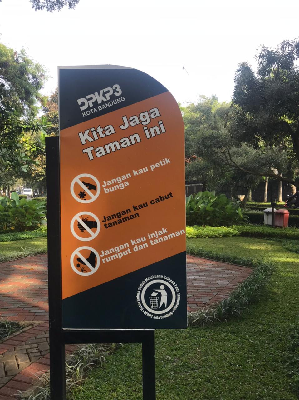 DPKP3
KOTA BANDUNG
Kita Jaga
Taman ini
Jangan kau petik
bunga
Jangan kau cabut
tanaman
Jangan kau injak
rumput dan tanaman